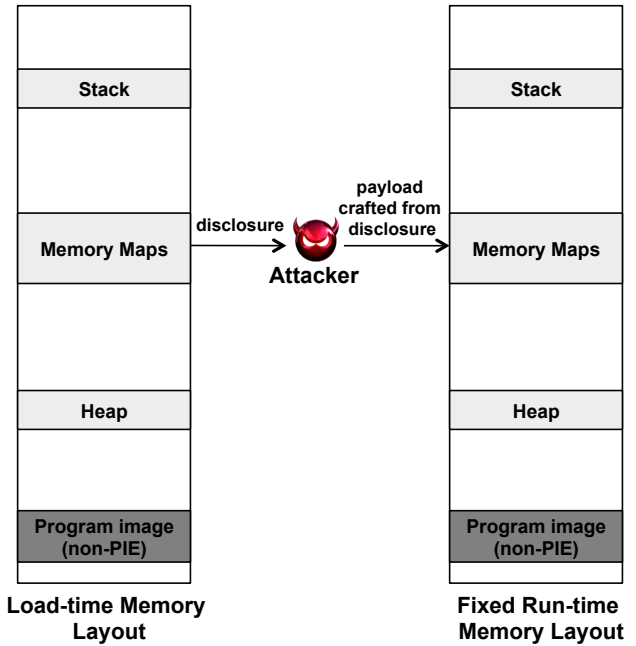 Stack
Memory Maps
Heap
Program image
(non-PIE)
Load-time Memory
Layout
disclosure
Attacker
payload
crafted from
disclosure
Stack
Memory Maps
Heap
Program image
(non-PIE)
Fixed Run-time
Memory Layout